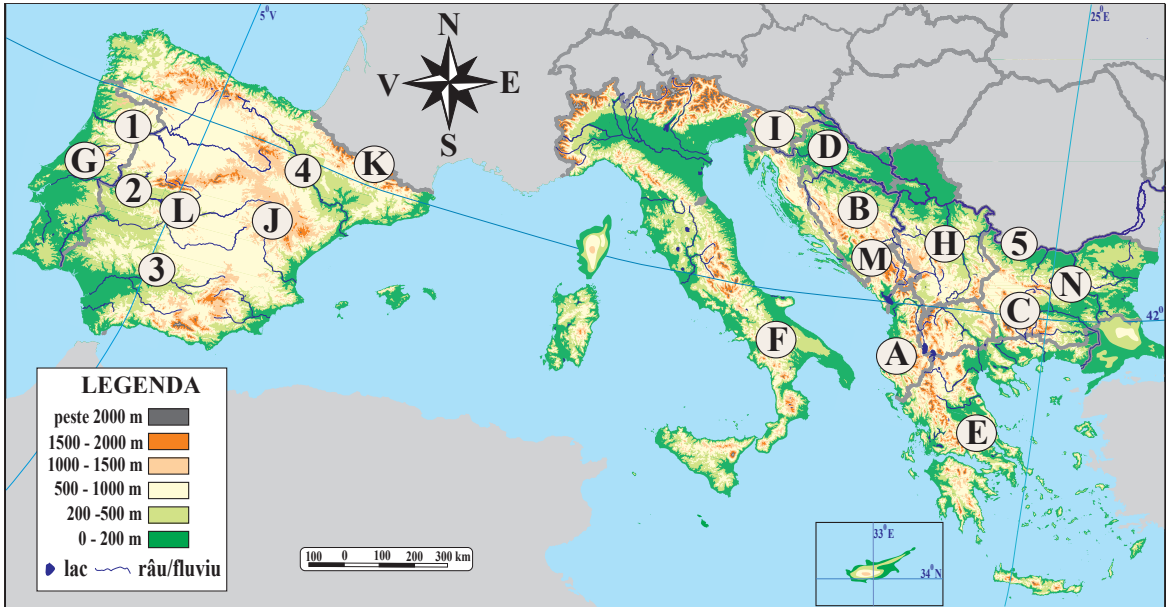 5⁰V
25⁰E
N
V
E
S
1
G
2
L
3
4
K
J
I
D
B
H
M
5
N
C
42⁰
F
A
E
LEGENDA
peste 2000 m
1500 - 2000 m
1000 - 1500 m
500 - 1000 m
200 -500 m
0 - 200 m
lac
râu/fluviu
100 0 100 200 300 km
33⁰E
34⁰N